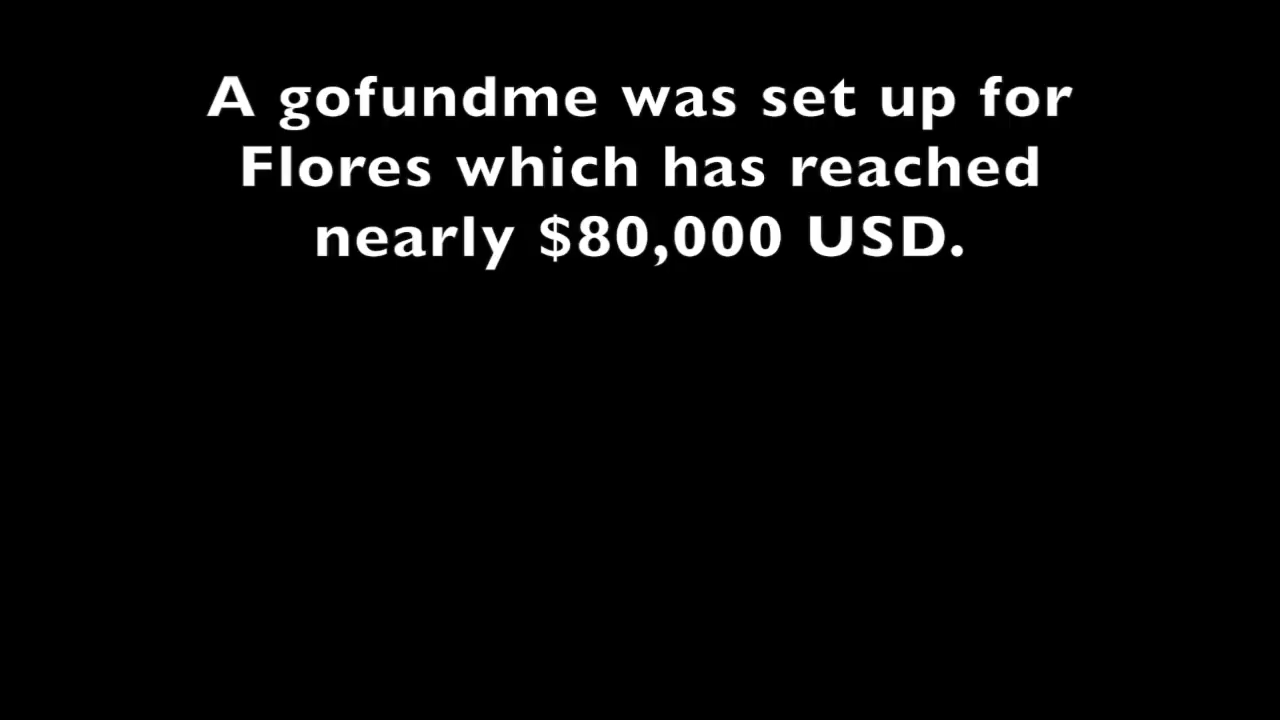 A gofundme was set up for
Flores which has reached
nearly $80,000 USD.